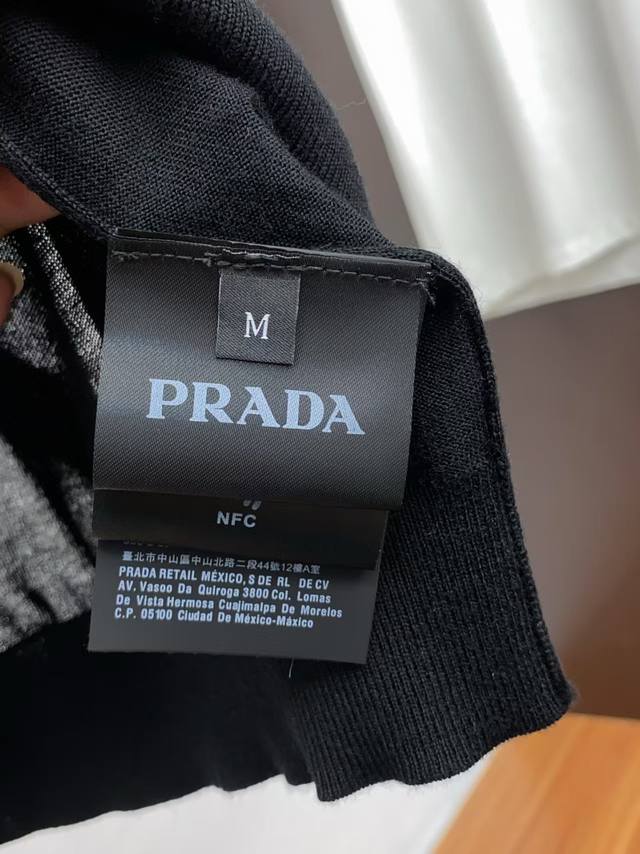 M
PRADA
NFC
臺北市中山區中山北路二段44號12樓A室
PRADA RETAIL MÉXICO, S DE RL DE CV
AV. Vasoo Da Quiroga 3800 Col. Lomas
De Vista Hermosa Cuajimalpa De Morelos
C.P. 05100 Ciudad De México-México